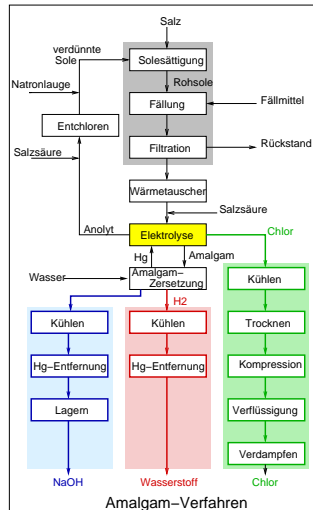 Salz
verdünnte
Sole
Solesättigung
Rohsole
Natronlauge
Fällung
Fällmittel
Entchloren
Rückstand
Filtration
Salzsäure
Wärmetauscher
Salzsäure
Anolyt
Elektrolyse
Chlor
Hg
Amalgam
Wasser
Amalgam-
Zersetzung
Kühlen
H2
Kühlen
Kühlen
Trocknen
Hg-Entfernung
Hg-Entfernung
Kompression
Lagern
Verflüssigung
Verdampfen
NaOH
Wasserstoff
Chlor
Amalgam-Verfahren